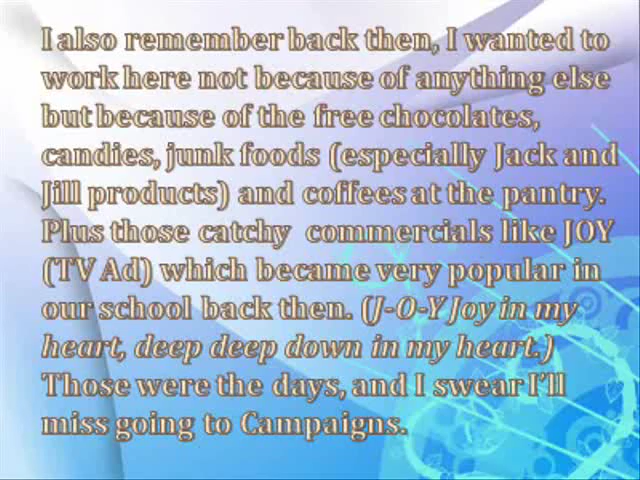 I also remember back then, I wanted to
work here not because of anything else
but because of the free chocolates,
candies, junk foods (especially Jack and
Jill products) and coffees at the pantry.
Plus those catchy  commercials like JOY
(TV Ad) which became very popular in
our school back then. (J-O-Y Joy in my
heart, deep deep down in my heart.)
Those were the days, and I swear I'll
miss going to Campaigns.